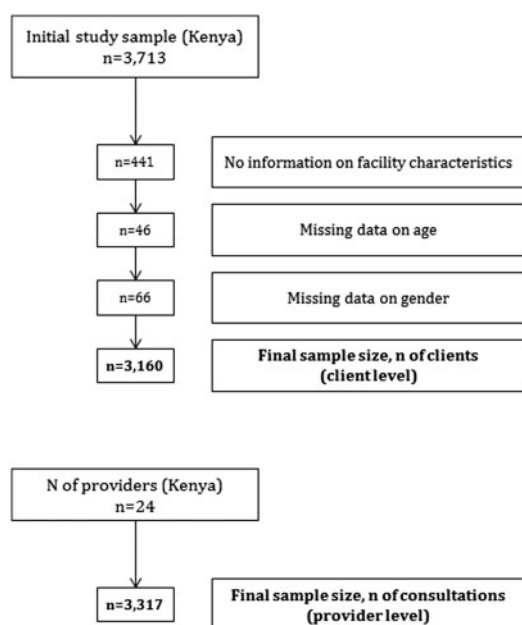 Initial study sample (Kenya)
n=3,713
n=441
No information on facility characteristics
n=46
Missing data on age
n=66
Missing data on gender
n=3,160
Final sample size, n of clients
(client level)
N of providers (Kenya)
n=24
n=3,317
Final sample size, n of consultations
(provider level)